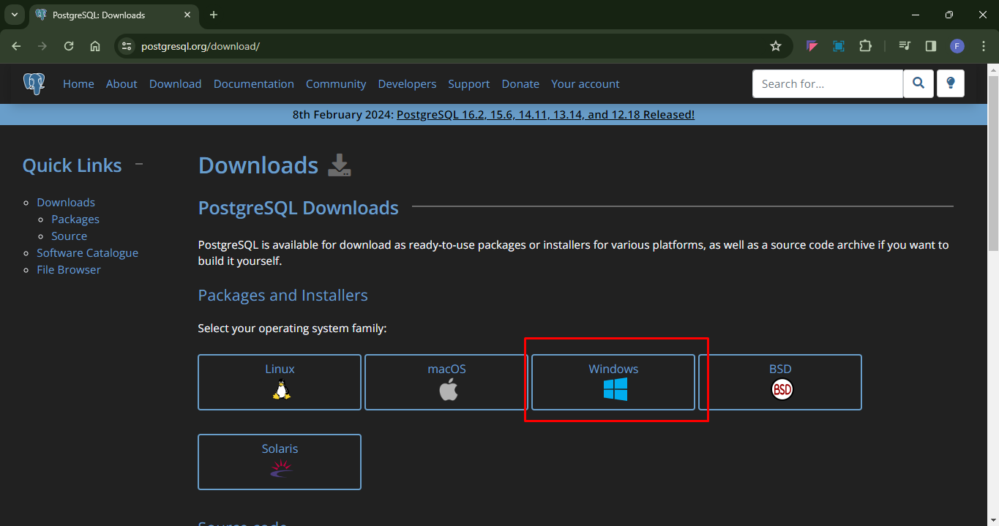 PostgreSQL: Downloads
postgresql.org/download/
F
Home About Download Documentation Community Developers Support Donate Your account
Search for...
8th February 2024: PostgreSQL 16.2, 15.6, 14.11, 13.14, and 12.18 Released!
Quick Links
Downloads
Packages
Source
Software Catalogue
File Browser
Downloads
PostgreSQL Downloads
PostgreSQL is available for download as ready-to-use packages or installers for various platforms, as well as a source code archive if you want to
build it yourself.
Packages and Installers
Select your operating system family:
Linux macOS Windows BSD
BSD
Solaris
Source code